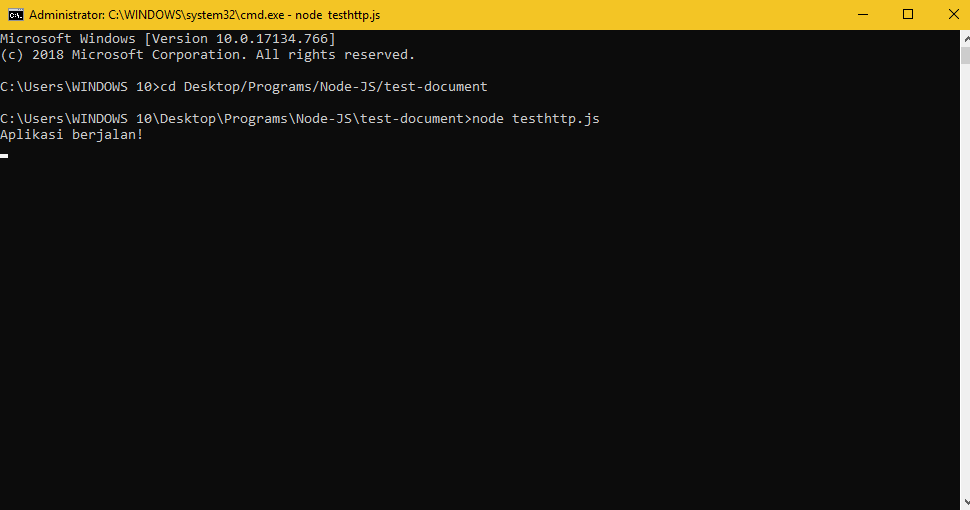 Administrator: C:\WINDOWS\system32\cmd.exe - node  testhttp.js
Microsoft Windows [Version 10.0.17134.766]
(c) 2018 Microsoft Corporation. All rights reserved.
C:\Users\WINDOWS 10>cd Desktop/Programs/Node-JS/test-document
C:\Users\WINDOWS 10\Desktop\Programs\Node-JS\test-document>node testhttp.js
Aplikasi berjalan!